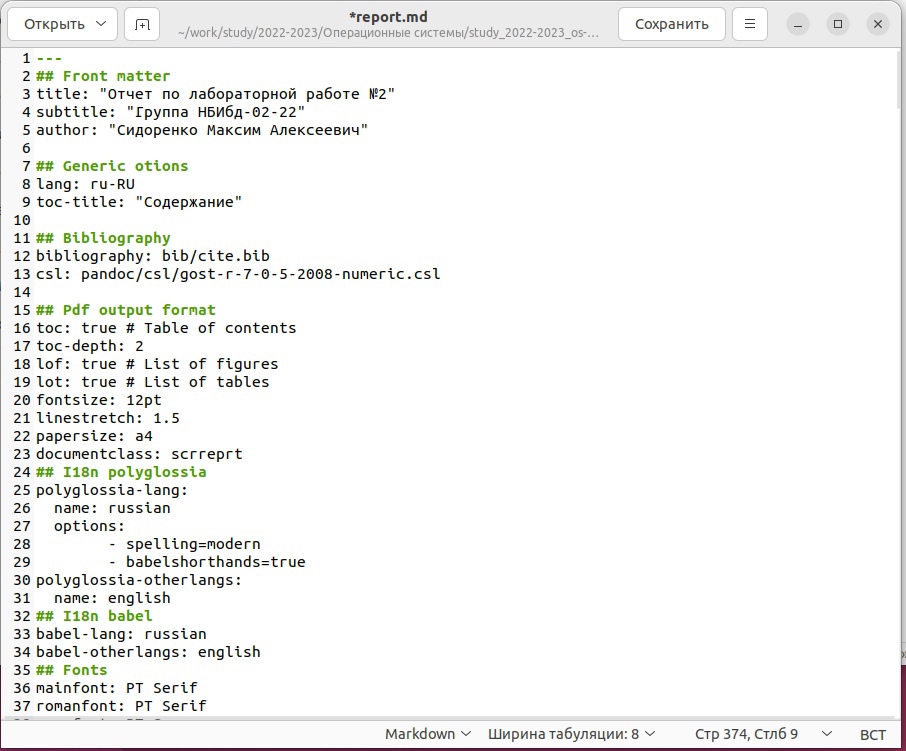 Открыть
*report.md
~/work/study/2022-2023/Операционные системы/study_2022-2023_os-...
Сохранить
1 ---
2 ## Front matter
3 title: "Отчет по лабораторной работе №2"
4 subtitle: "Группа НБИбд-02-22"
5 author: "Сидоренко Максим Алексеевич"
6
7 ## Generic otions
8 lang: ru-RU
9 toc-title: "Содержание"
10
11 ## Bibliography
12 bibliography: bib/cite.bib
13 csl: pandoc/csl/gost-r-7-0-5-2008-numeric.csl
14
15 ## Pdf output format
16 toc: true # Table of contents
17 toc-depth: 2
18 lof: true # List of figures
19 lot: true # List of tables
20 fontsize: 12pt
21 linestretch: 1.5
22 papersize: a4
23 documentclass: scrreprt
24 ## I18n polyglossia
25 polyglossia-lang:
26   name: russian
27   options:
28         - spelling=modern
29         - babelshorthands=true
30 polyglossia-otherlangs:
31   name: english
32 ## I18n babel
33 babel-lang: russian
34 babel-otherlangs: english
35 ## Fonts
36 mainfont: PT Serif
37 romanfont: PT Serif
Markdown
Ширина табуляции: 8
Стр 374, Стлб 9
ВСТ